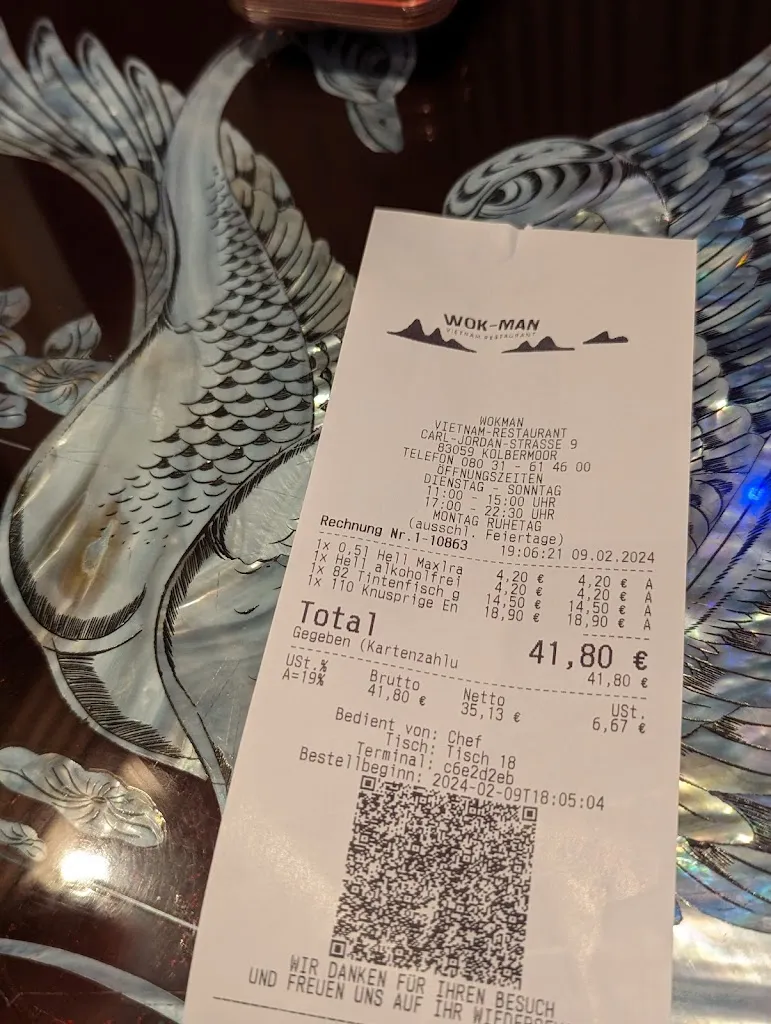 WOK-MAN
VIETNAM RESTAURANT
WOKMAN
VIETNAM-RESTAURANT
CARL-JORDAN-STRASSE 9
83059 KOLBERMOOR
TELEFON 080 31 - 61 46 00
ÖFFNUNGSZEITEN
DIENSTAG - SONNTAG
11:00 - 15:00 UHR
17:00 - 22:30 UHR
MONTAG RUHETAG
(ausschl. Feiertage)
Rechnung Nr.1-10863 19:06:21 09.02.2024
1x 0,5l Hell Maxlra 4,20 € 4,20 € A
1x Hell alkoholfrei 4,20 € 4,20 € A
1x 82 Tintenfisch g 14,50 € 14,50 € A
1x 110 Knusprige En 18,90 € 18,90 € A
Total 41,80 €
Gegeben (Kartenzahlu 41,80 €
USt.% Brutto Netto USt.
A=19% 41,80 € 35,13 € 6,67 €
Bedient von: Chef
Tisch: Tisch 18
Terminal: c6e2d2eb
Bestellbeginn: 2024-02-09T18:05:04
WIR DANKEN FÜR IHREN BESUCH
UND FREUEN UNS AUF IHR WIEDERSE